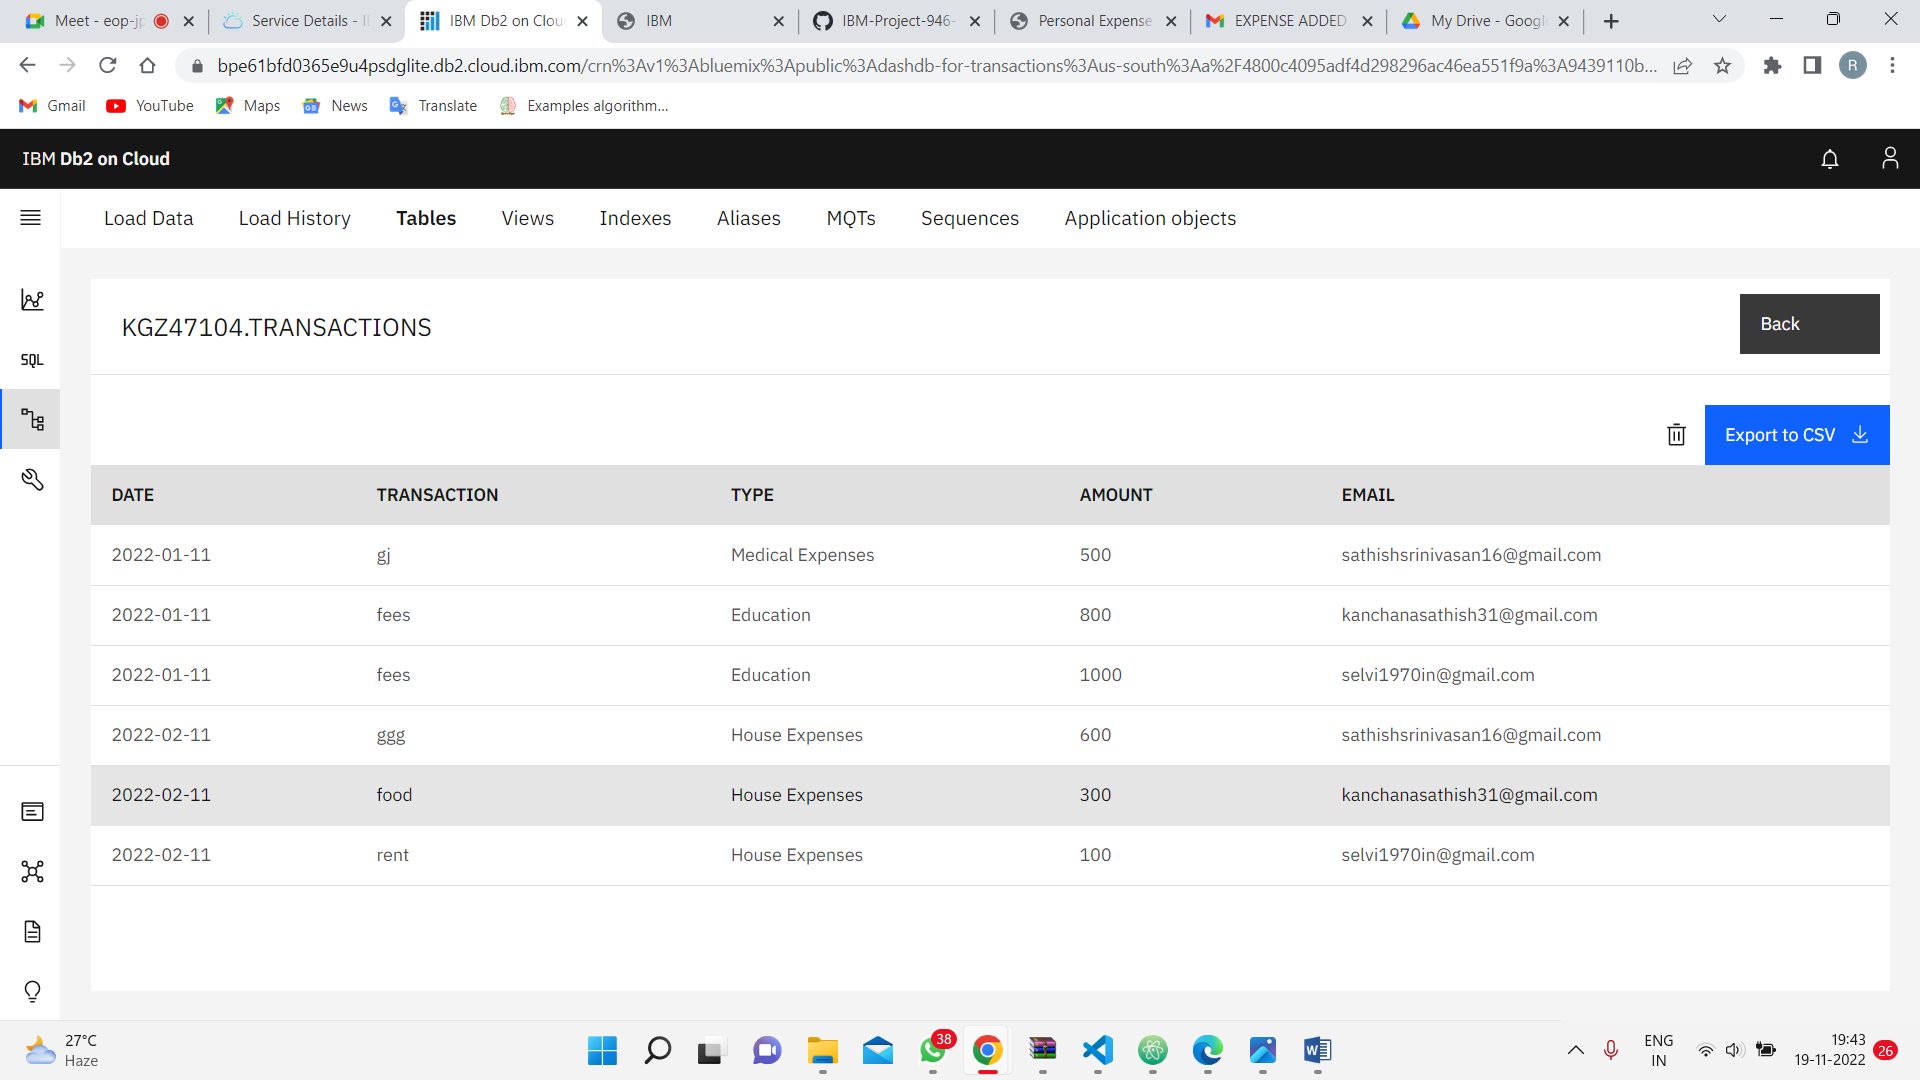 Meet - eop-jp
Service Details - I
IBM Db2 on Clou
IBM
IBM-Project-946-
Personal Expense
EXPENSE ADDED
My Drive - Googl
bpe61bfd0365e9u4psdglite.db2.cloud.ibm.com/crn%3Av1%3Abluemix%3Apublic%3Adashdb-for-transactions%3Aus-south%3Aa%2F4800c4095adf4d298296ac46ea551f9a%3A9439110b...
R
Gmail
YouTube
Maps
News
Translate
Examples algorithm...
IBM Db2 on Cloud
Load Data
Load History
Tables
Views
Indexes
Aliases
MQTs
Sequences
Application objects
SQL
KGZ47104.TRANSACTIONS
Back
Export to CSV
DATE TRANSACTION TYPE AMOUNT EMAIL
2022-01-11 gj Medical Expenses 500 sathishsrinivasan16@gmail.com
2022-01-11 fees Education 800 kanchanasathish31@gmail.com
2022-01-11 fees Education 1000 selvi1970in@gmail.com
2022-02-11 ggg House Expenses 600 sathishsrinivasan16@gmail.com
2022-02-11 food House Expenses 300 kanchanasathish31@gmail.com
2022-02-11 rent House Expenses 100 selvi1970in@gmail.com
27°C
Haze
38
ENG
IN
19:43
19-11-2022
26